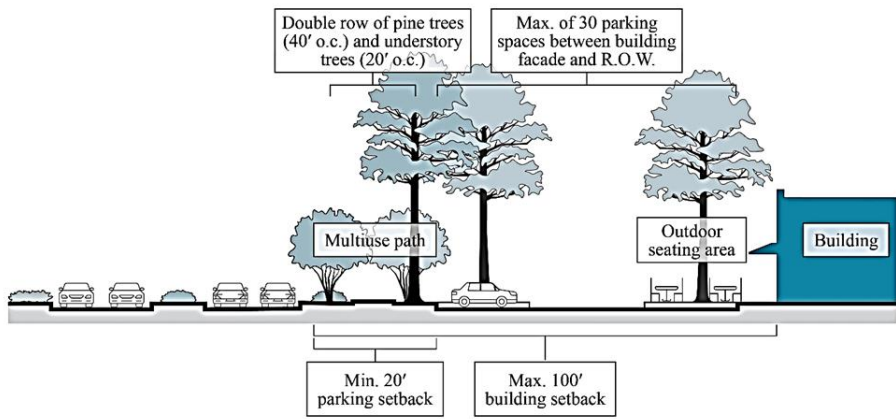 Double row of pine trees
(40′ o.c.) and understory
trees (20′ o.c.)
Max. of 30 parking
spaces between building
facade and R.O.W.
Multiuse path
Outdoor
seating area
Building
Min. 20′
parking setback
Max. 100′
building setback